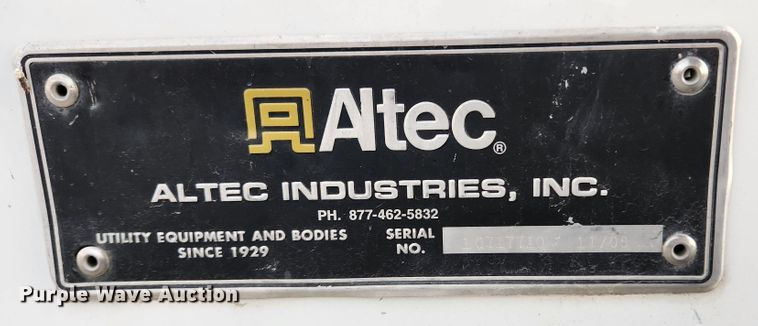 Altec®
ALTEC INDUSTRIES, INC.
PH. 877-462-5832
UTILITY EQUIPMENT AND BODIES
SINCE 1929
SERIAL
NO.
Purple Wave Auction